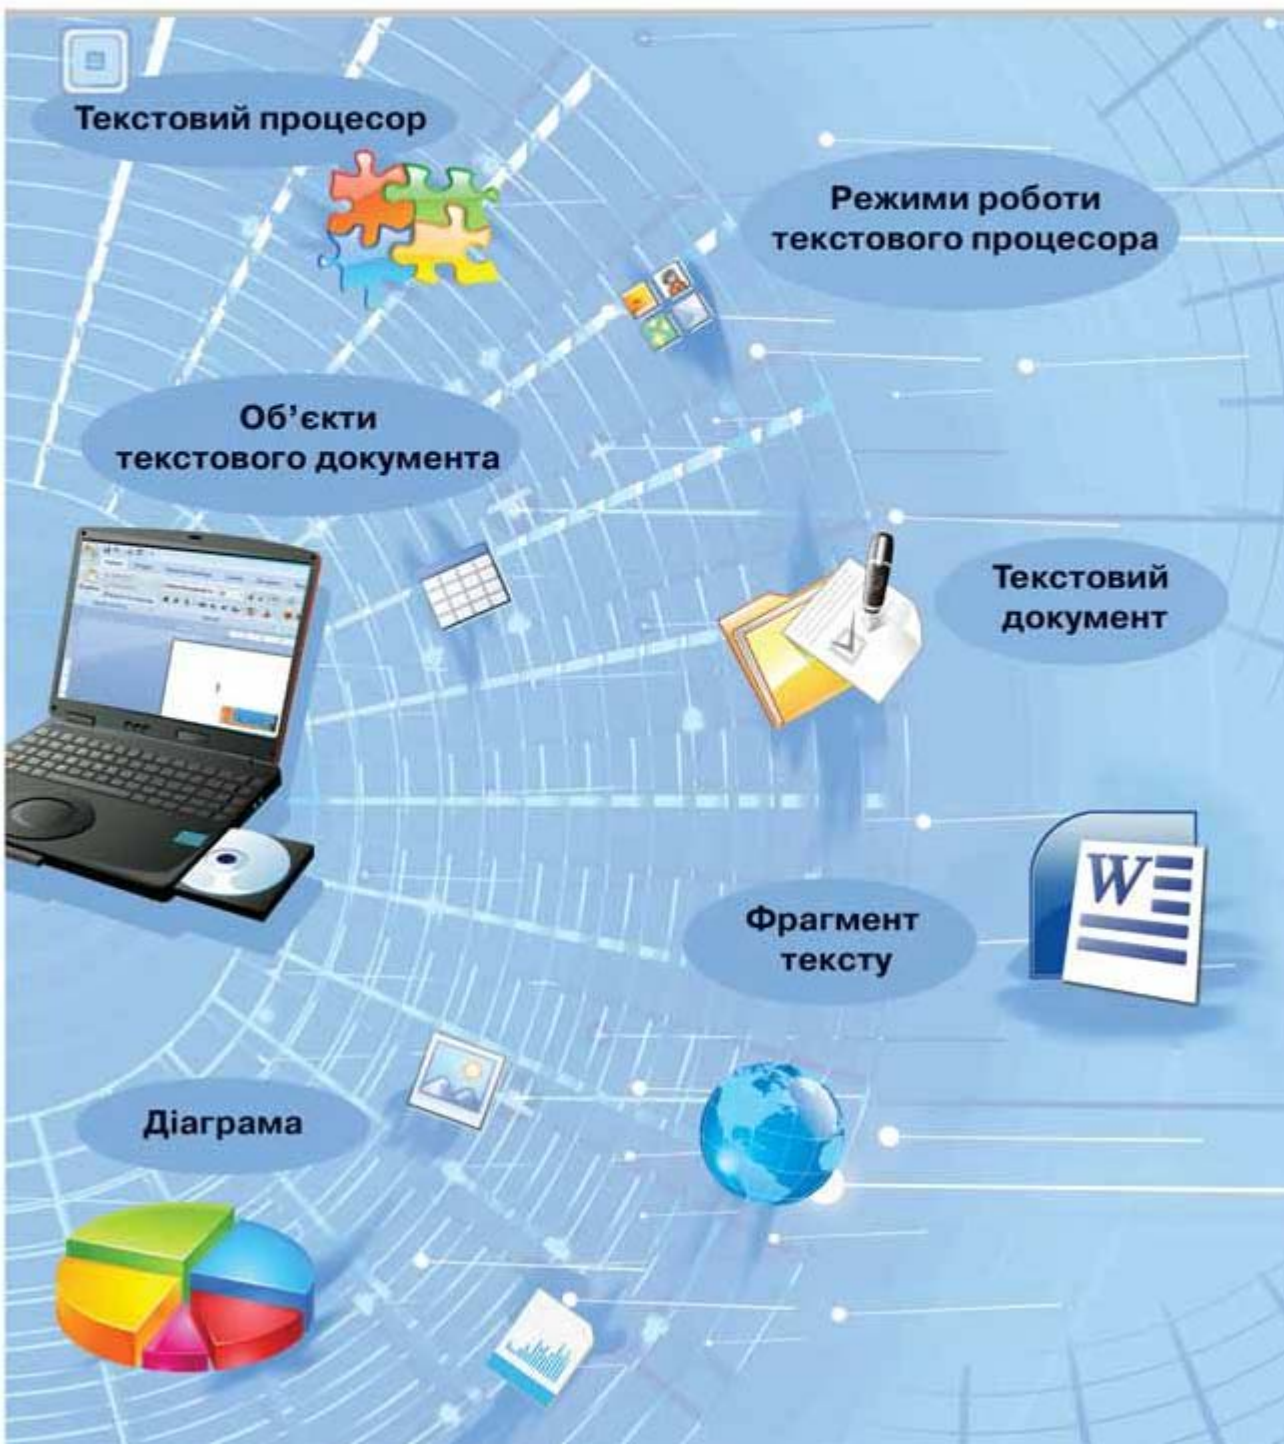 Текстовий процесор
Режими роботи
текстового процесора
Об’єкти
текстового документа
Текстовий
документ
W
Фрагмент
тексту
Діаграма